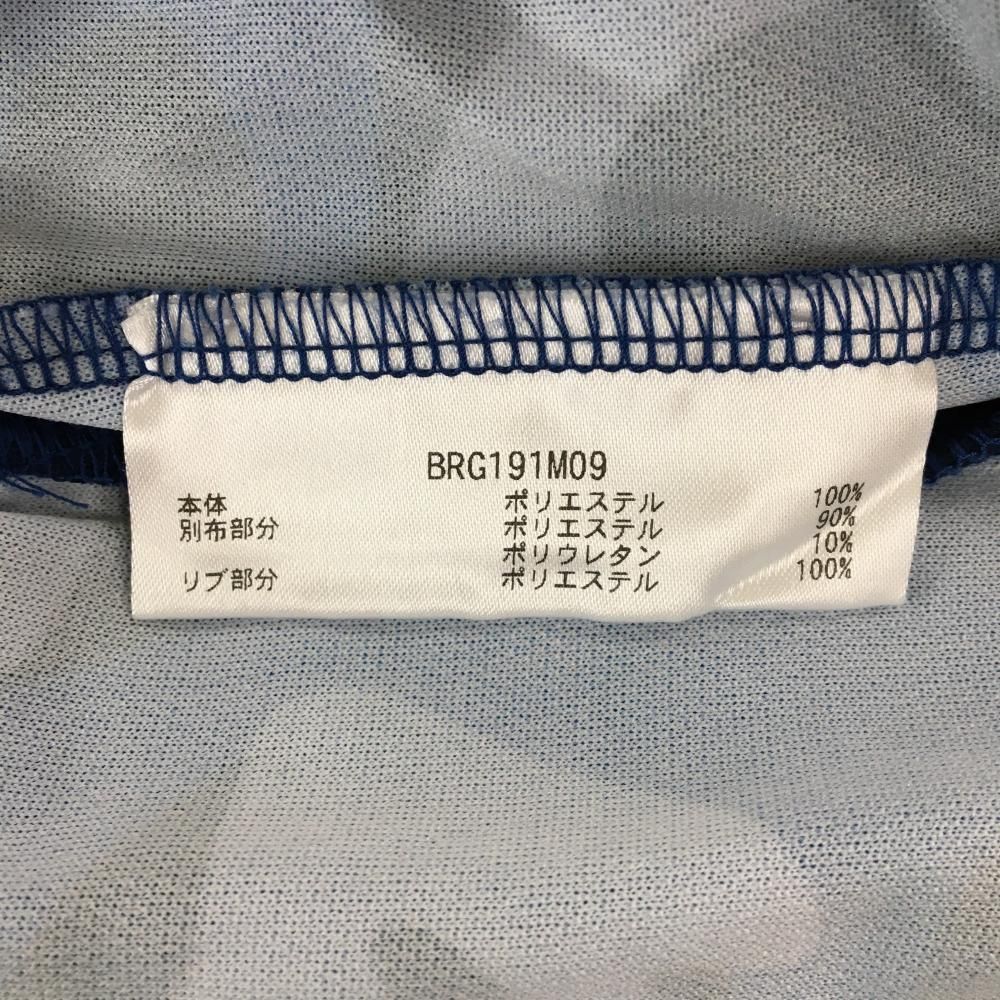 BRG191M09
本体 ポリエステル 100%
別布部分 ポリエステル 90%
ポリウレタン 10%
リブ部分 ポリエステル 100%